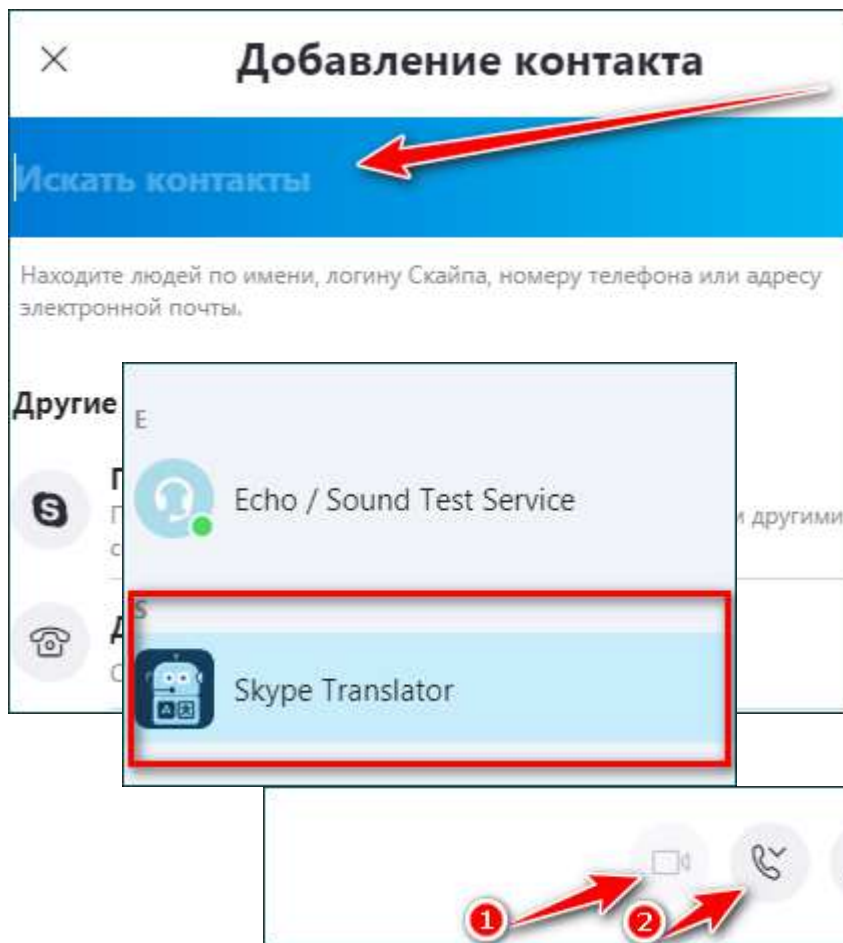 Добавление контакта
Искать контакты
Находите людей по имени, логину Скайпа, номеру телефона или адресу
электронной почты.
Другие
E
Echo / Sound Test Service
другими
S
Skype Translator
1
2